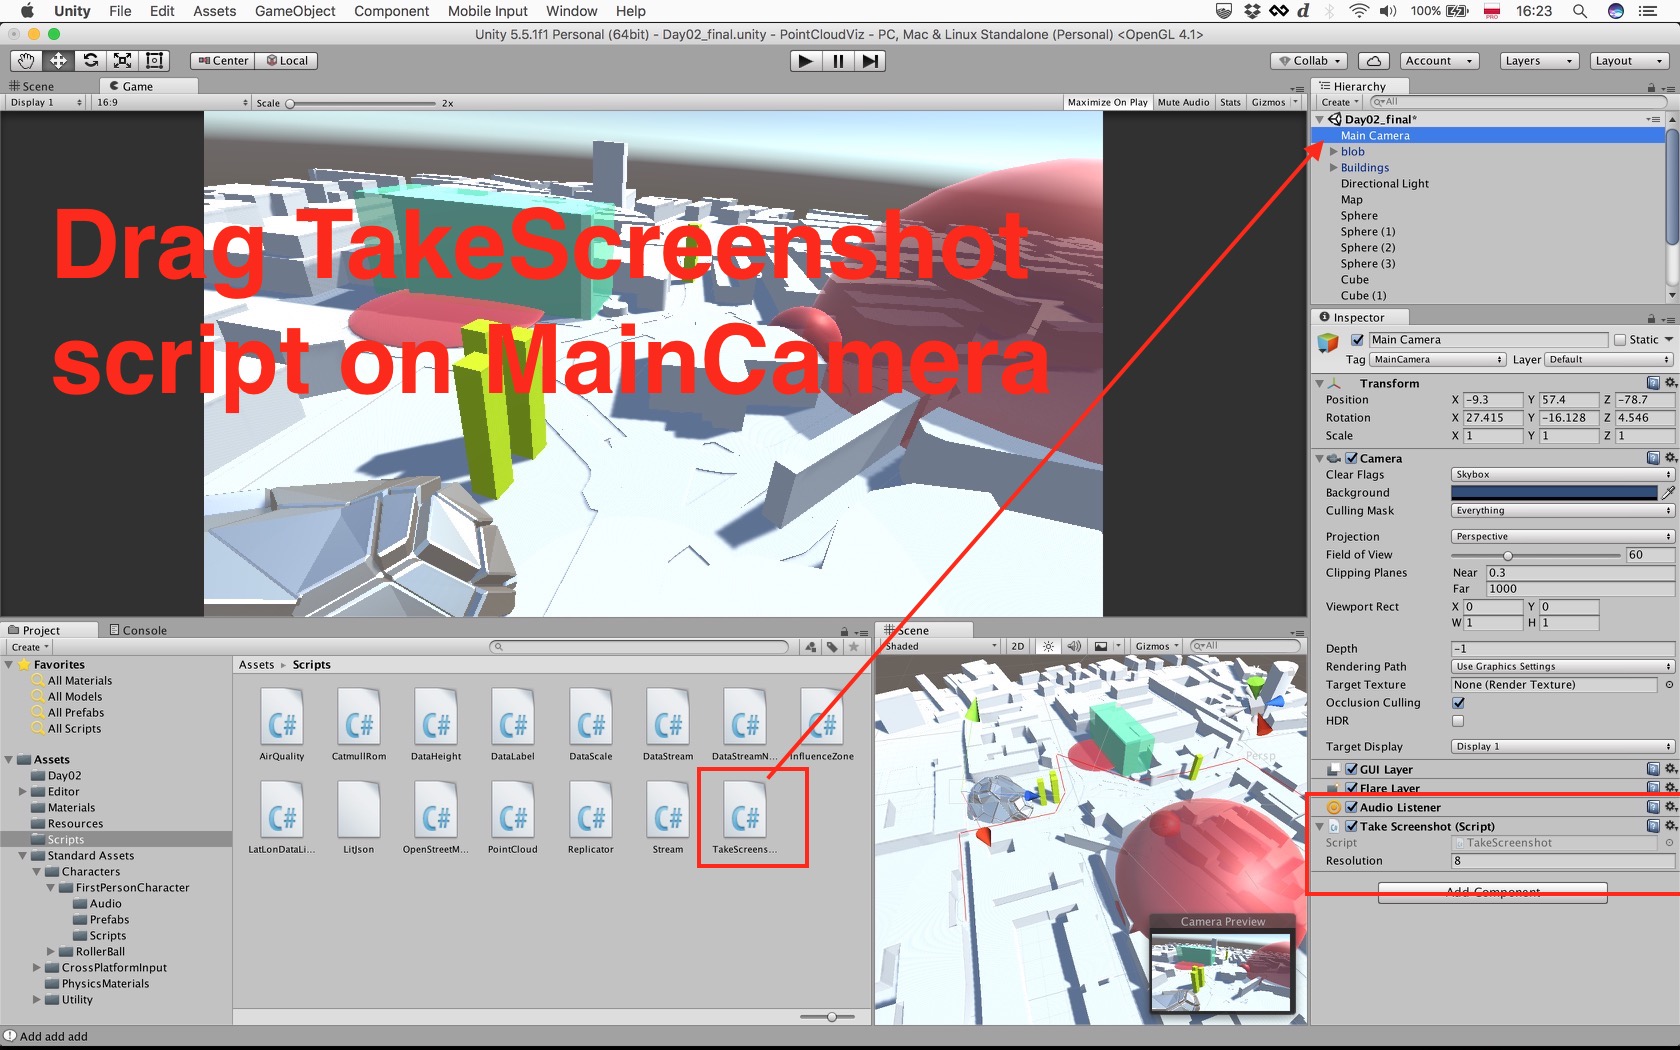 Unity File Edit Assets GameObject Component Mobile Input Window Help
100% PRO 16:23
Unity 5.5.1f1 Personal (64bit) - Day02_final.unity - PointCloudViz - PC, Mac & Linux Standalone (Personal) <OpenGL 4.1>
Center Local
Collab Account Layers Layout
Scene Game
Display 1 16:9 Scale 2x
Maximize On Play Mute Audio Stats Gizmos
Drag TakeScreenshot
script on MainCamera
Hierarchy
Create All
Day02_final*
Main Camera
blob
Buildings
Directional Light
Map
Sphere
Sphere (1)
Sphere (2)
Sphere (3)
Cube
Cube (1)
Inspector
Main Camera Static
Tag MainCamera Layer Default
Transform
Position X -9.3 Y 57.4 Z -78.7
Rotation X 27.415 Y -16.128 Z 4.546
Scale X 1 Y 1 Z 1
Camera
Clear Flags Skybox
Background
Culling Mask Everything
Projection Perspective
Field of View 60
Clipping Planes Near 0.3
Far 1000
Viewport Rect X 0 Y 0
W 1 H 1
Depth -1
Rendering Path Use Graphics Settings
Target Texture None (Render Texture)
Occlusion Culling
HDR
Target Display Display 1
GUI Layer
Flare Layer
Audio Listener
Take Screenshot (Script)
Script TakeScreenshot
Resolution 8
Add Component
Project Console
Create
Favorites
All Materials
All Models
All Prefabs
All Scripts
Assets
Day02
Editor
Materials
Resources
Scripts
Standard Assets
Characters
FirstPersonCharacter
Audio
Prefabs
Scripts
RollerBall
CrossPlatformInput
PhysicsMaterials
Utility
Assets Scripts
C# C# C# C# C# C# C# C#
AirQuality CatmullRom DataHeight DataLabel DataScale DataStream DataStreamN... InfluenceZone
C# C# C# C# C# C#
LatLonDataLi... LitJson OpenStreetM... PointCloud Replicator Stream TakeScreens...
Scene
Shaded 2D Gizmos All
Persp
Camera Preview
Add add add